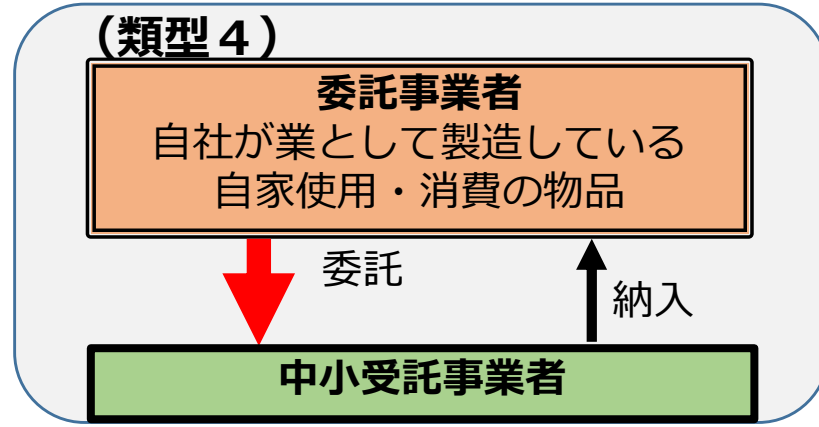 （類型４）
委託事業者
自社が業として製造している
自家使用・消費の物品
委託
納入
中小受託事業者